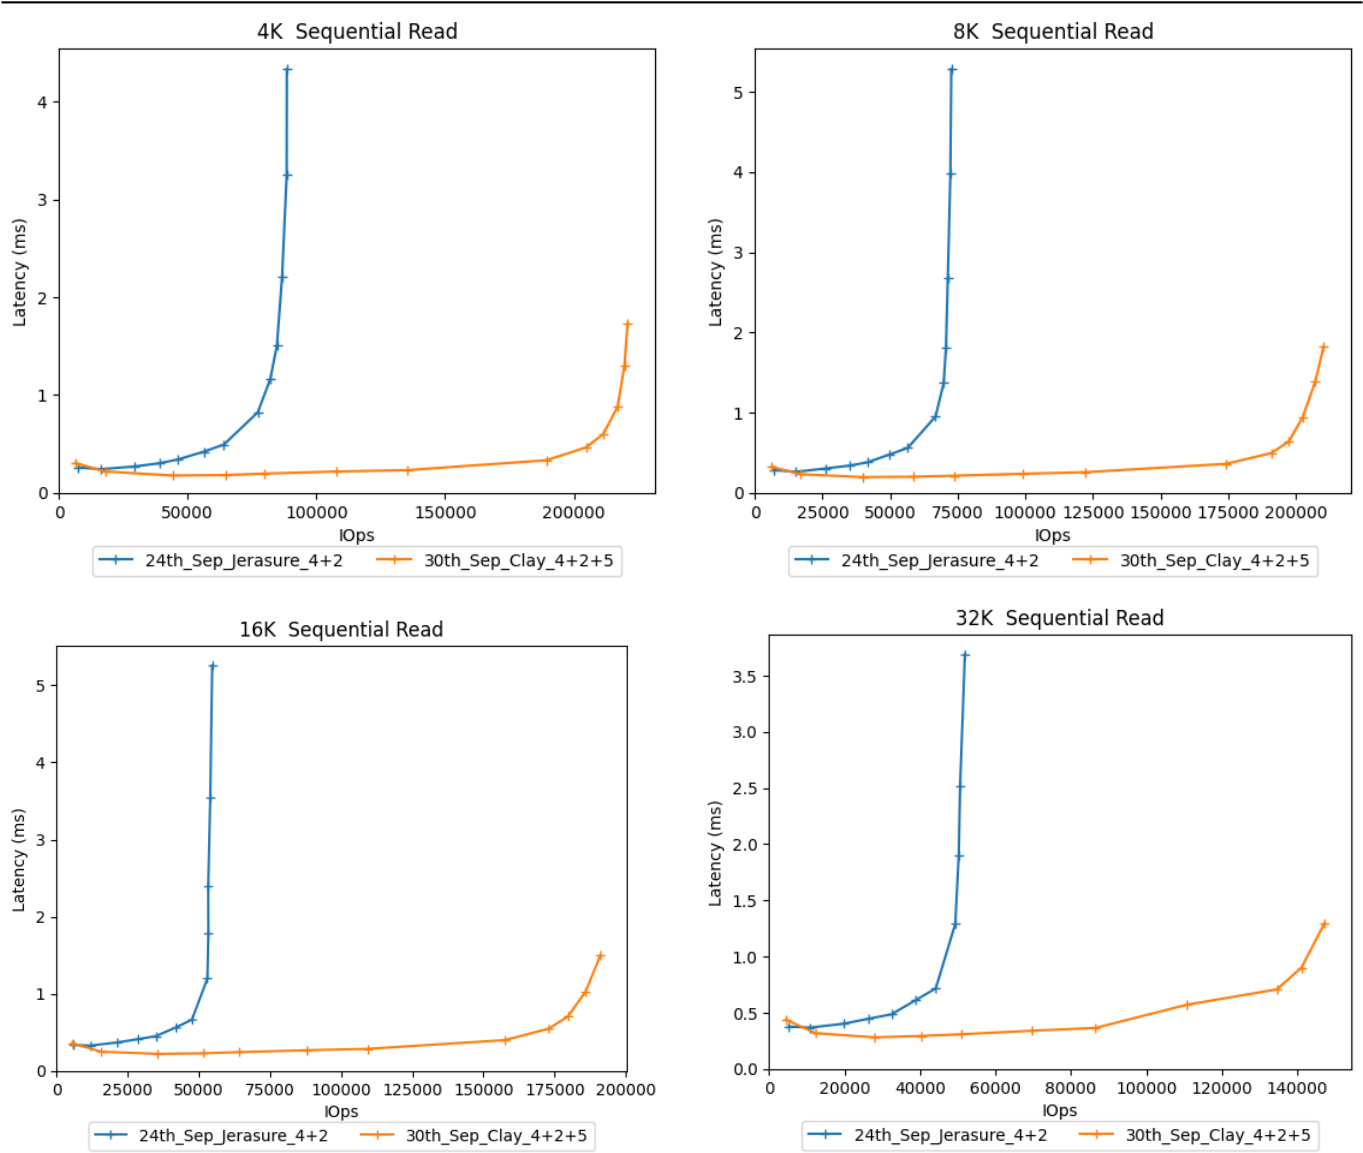 4K  Sequential Read
4
3
2
1
0
Latency (ms)
0 50000 100000 150000 200000
IOps
24th_Sep_Jerasure_4+2 30th_Sep_Clay_4+2+5
8K  Sequential Read
5
4
3
2
1
0
Latency (ms)
0 25000 50000 75000 100000 125000 150000 175000 200000
IOps
24th_Sep_Jerasure_4+2 30th_Sep_Clay_4+2+5
16K  Sequential Read
5
4
3
2
1
0
Latency (ms)
0 25000 50000 75000 100000 125000 150000 175000 200000
IOps
24th_Sep_Jerasure_4+2 30th_Sep_Clay_4+2+5
32K  Sequential Read
3.5
3.0
2.5
2.0
1.5
1.0
0.5
0.0
Latency (ms)
0 20000 40000 60000 80000 100000 120000 140000
IOps
24th_Sep_Jerasure_4+2 30th_Sep_Clay_4+2+5